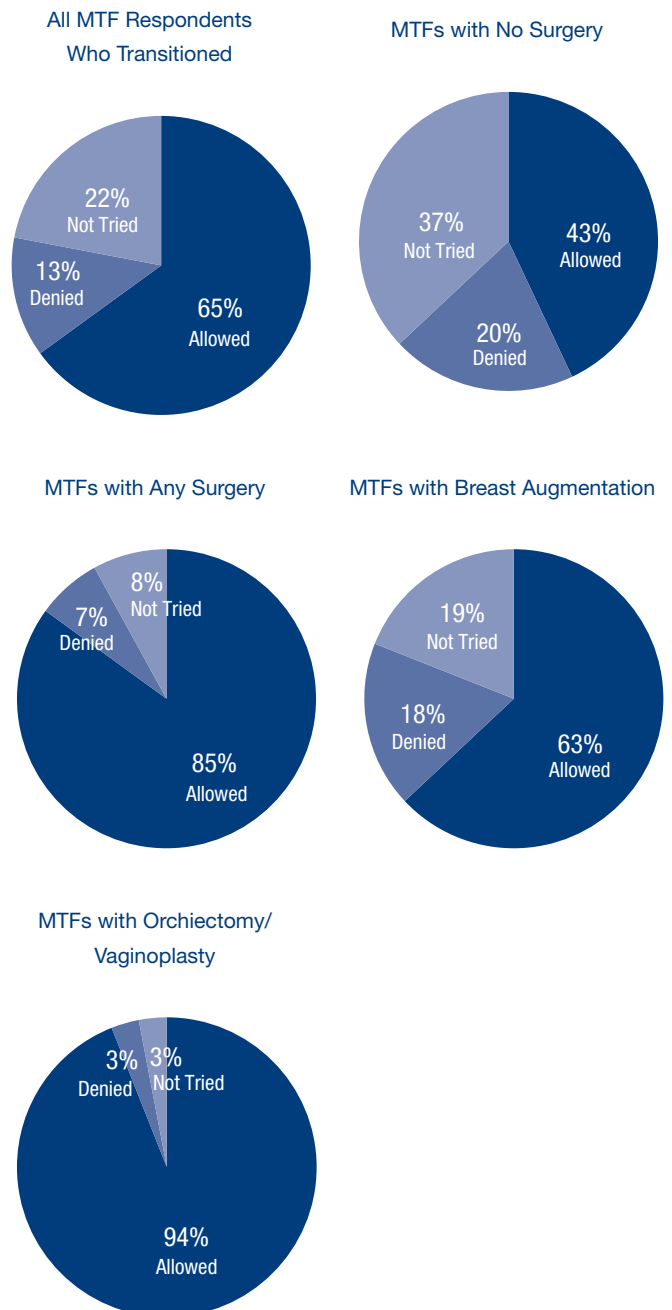 All MTF Respondents
Who Transitioned
22%
Not Tried
13%
Denied
65%
Allowed
MTFs with No Surgery
37%
Not Tried
43%
Allowed
20%
Denied
MTFs with Any Surgery
8%
Not Tried
7%
Denied
85%
Allowed
MTFs with Breast Augmentation
19%
Not Tried
18%
Denied
63%
Allowed
MTFs with Orchiectomy/
Vaginoplasty
3%
Denied
3%
Not Tried
94%
Allowed